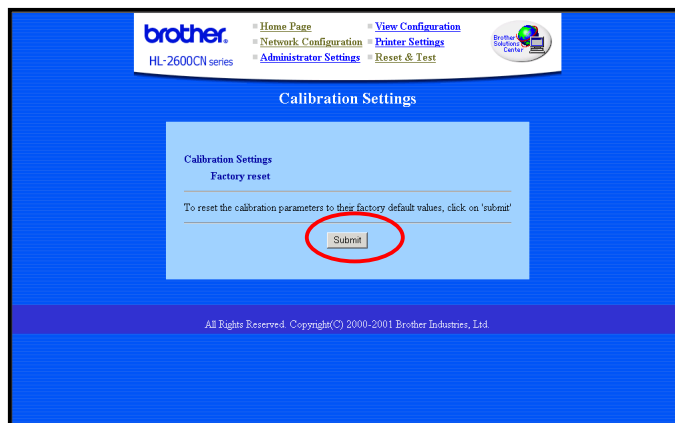 brother.
HL-2600CN series
Home Page
View Configuration
Network Configuration
Printer Settings
Administrator Settings
Reset & Test
Brother
Solutions
Center
Calibration Settings
Calibration Settings
Factory reset
To reset the calibration parameters to their factory default values, click on 'submit'
Submit
All Rights Reserved. Copyright(C) 2000-2001 Brother Industries, Ltd.